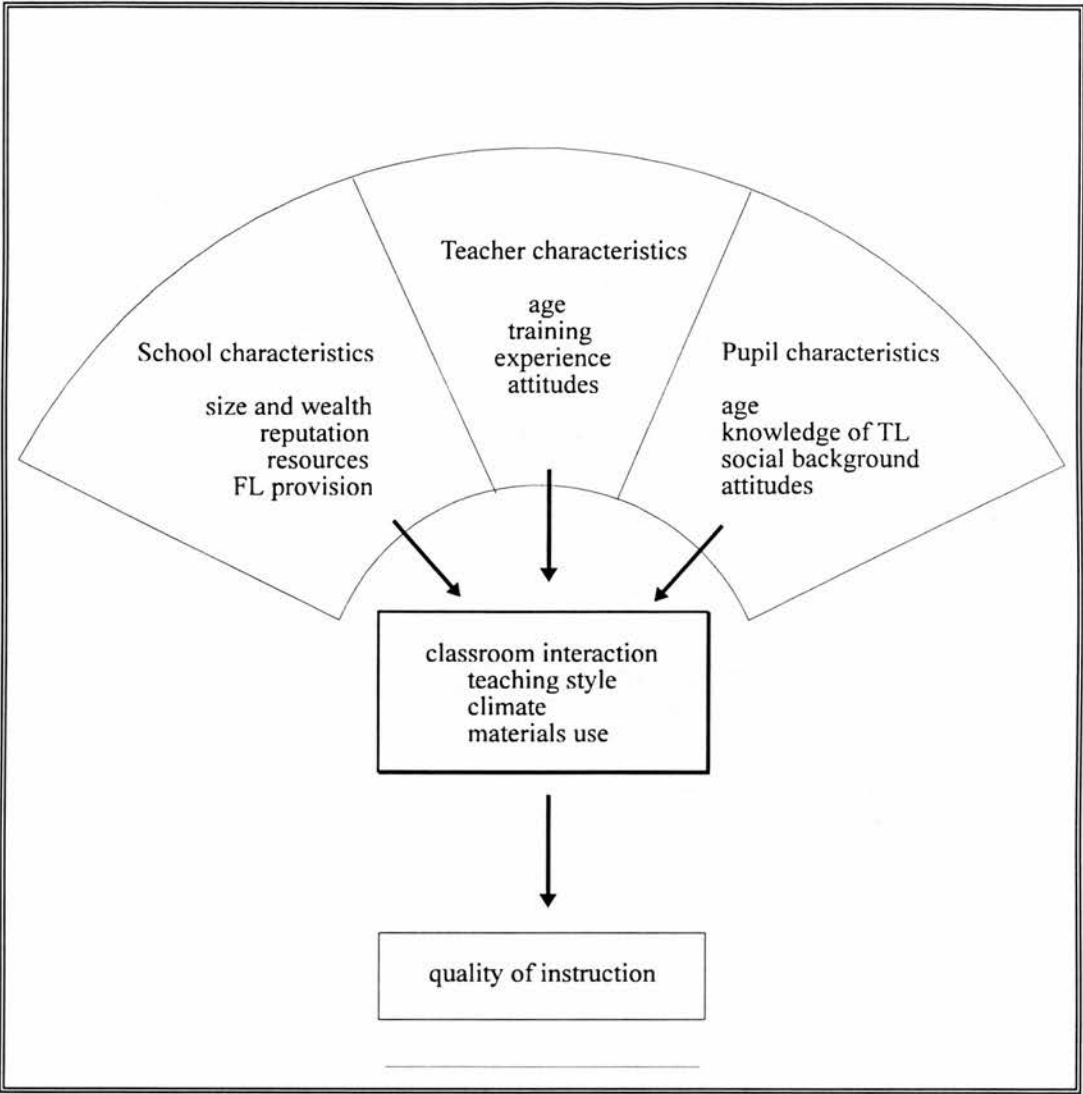 Teacher characteristics
age
training
experience
attitudes
School characteristics
size and wealth
reputation
resources
FL provision
Pupil characteristics
age
knowledge of TL
social background
attitudes
classroom interaction
teaching style
climate
materials use
quality of instruction